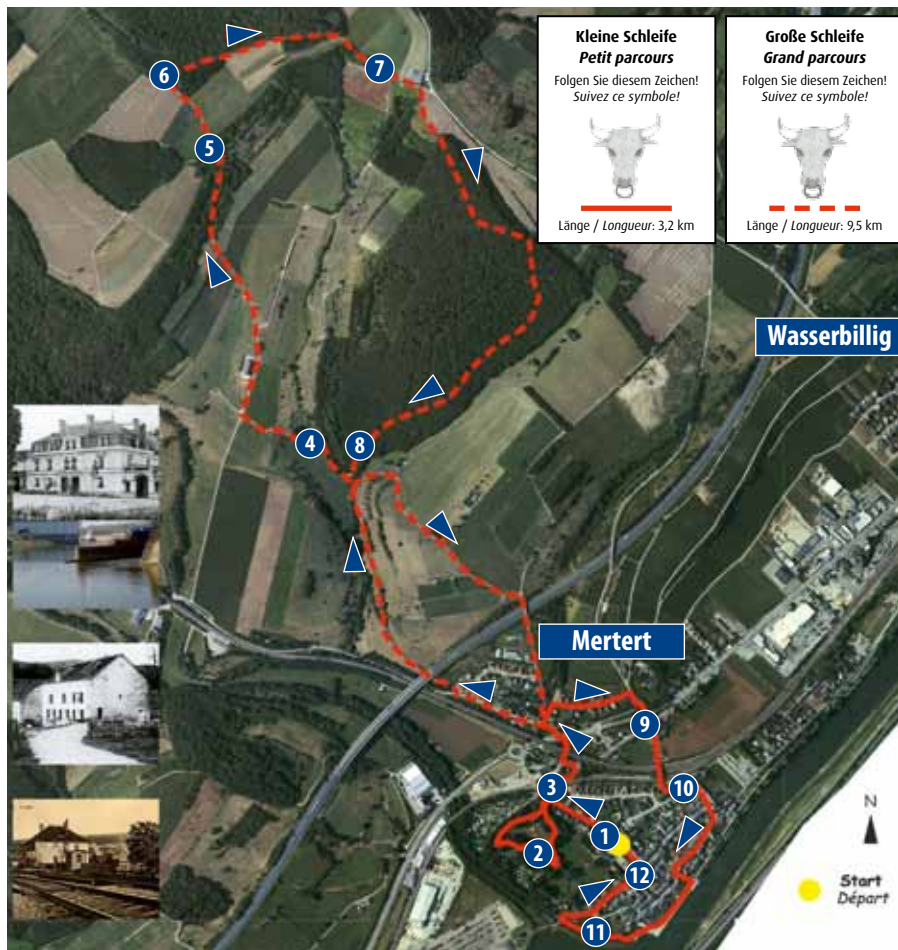 Kleine Schleife
Petit parcours
Folgen Sie diesem Zeichen!
Suivez ce symbole!
Länge / Longueur: 3,2 km
Große Schleife
Grand parcours
Folgen Sie diesem Zeichen!
Suivez ce symbole!
Länge / Longueur: 9,5 km
6
7
5
Wasserbillig
4
8
Mertert
9
3
10
1
2
12
11
N
Start
Départ